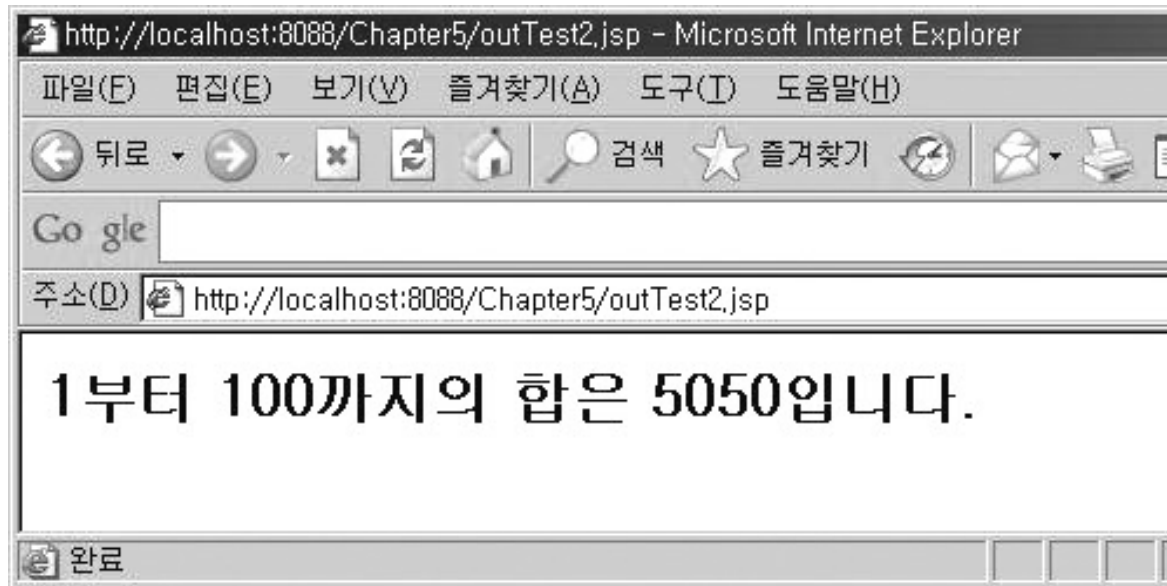 http://localhost:8088/Chapter5/outTest2.jsp - Microsoft Internet Explorer
파일(F) 편집(E) 보기(V) 즐겨찾기(A) 도구(T) 도움말(H)
뒤로 검색 즐겨찾기
Go gle
주소(D) http://localhost:8088/Chapter5/outTest2.jsp
1부터 100까지의 합은 5050입니다.
완료